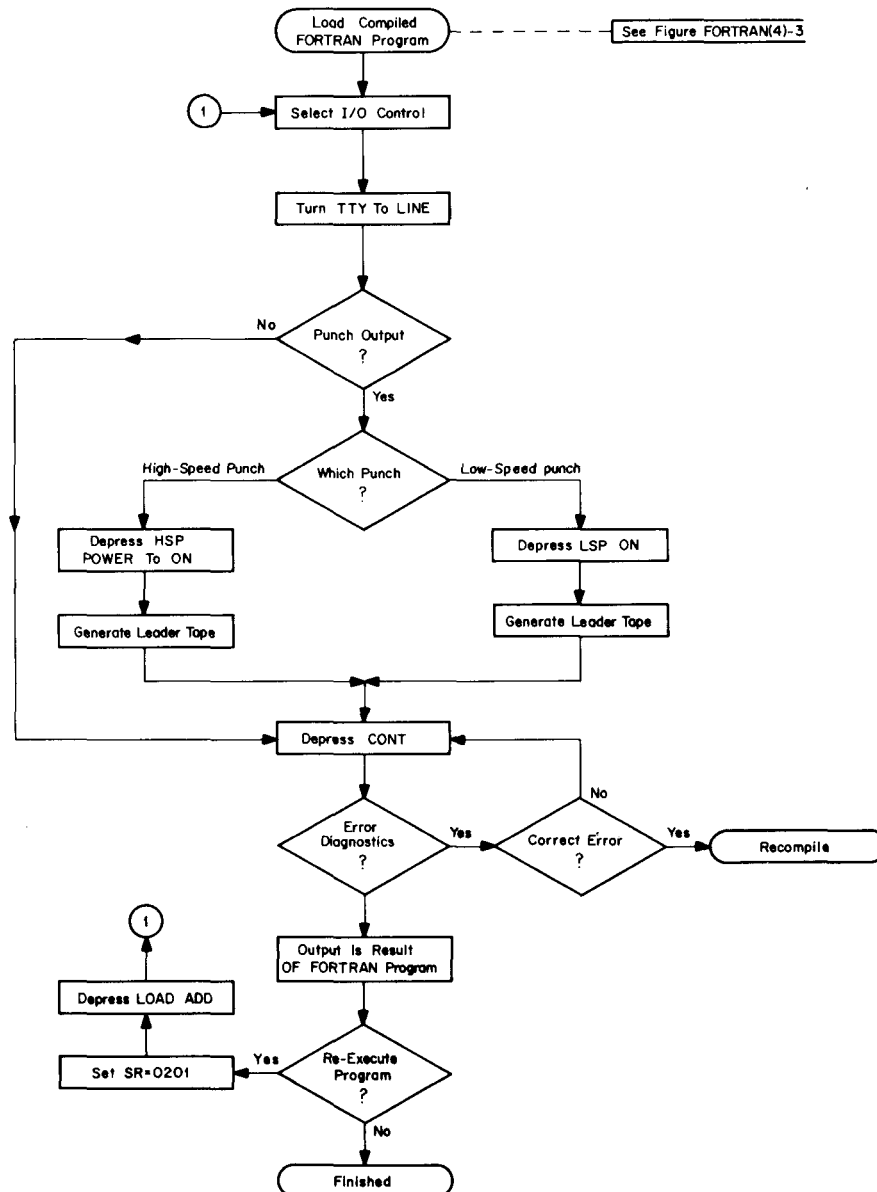 Load Compiled
FORTRAN Program
See Figure FORTRAN(4)-3
1
Select I/O Control
Turn TTY To LINE
No
Punch Output
?
Yes
High-Speed Punch
Which Punch
?
Low-Speed punch
Depress HSP
POWER To ON
Depress LSP ON
Generate Leader Tape
Generate Leader Tape
Depress CONT
No
Error
Diagnostics
?
Yes
Correct Error
?
Yes
Recompile
1
Output Is Result
OF FORTRAN Program
Depress LOAD ADD
Set SR=0201
Yes
Re-Execute
Program
?
No
Finished